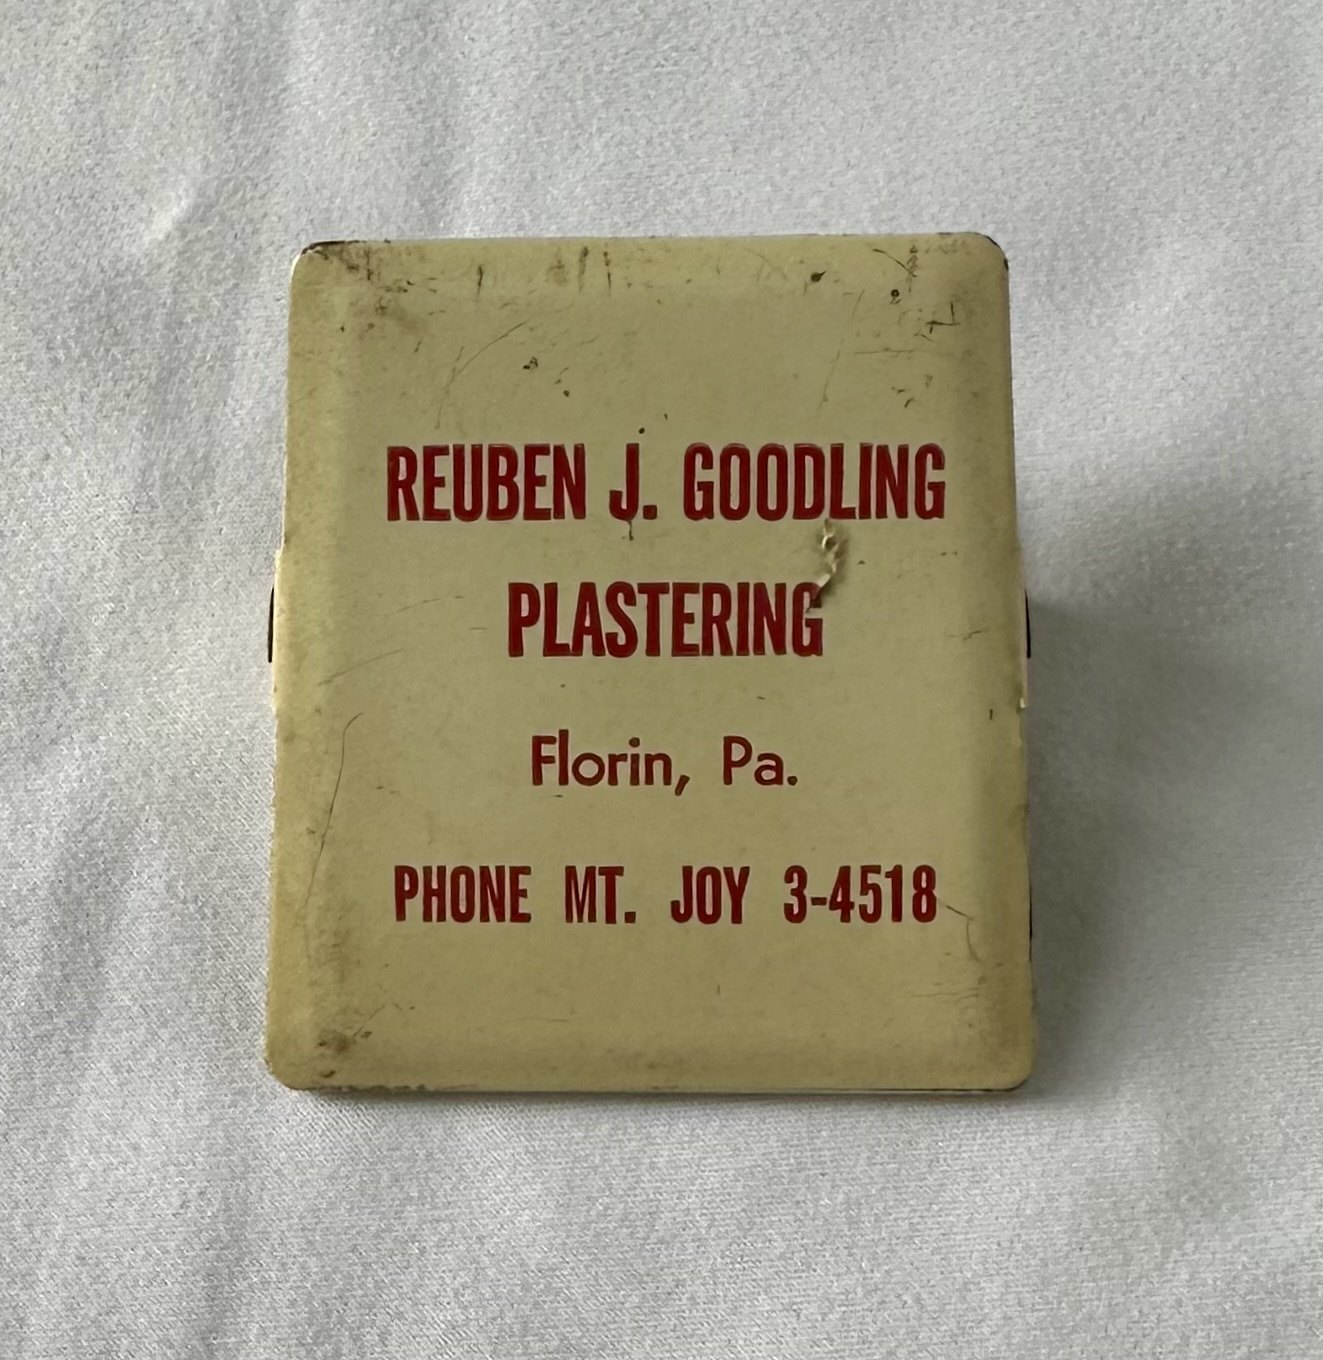 REUBEN J. GOODLING
PLASTERING
Florin, Pa.
PHONE MT. JOY 3-4518